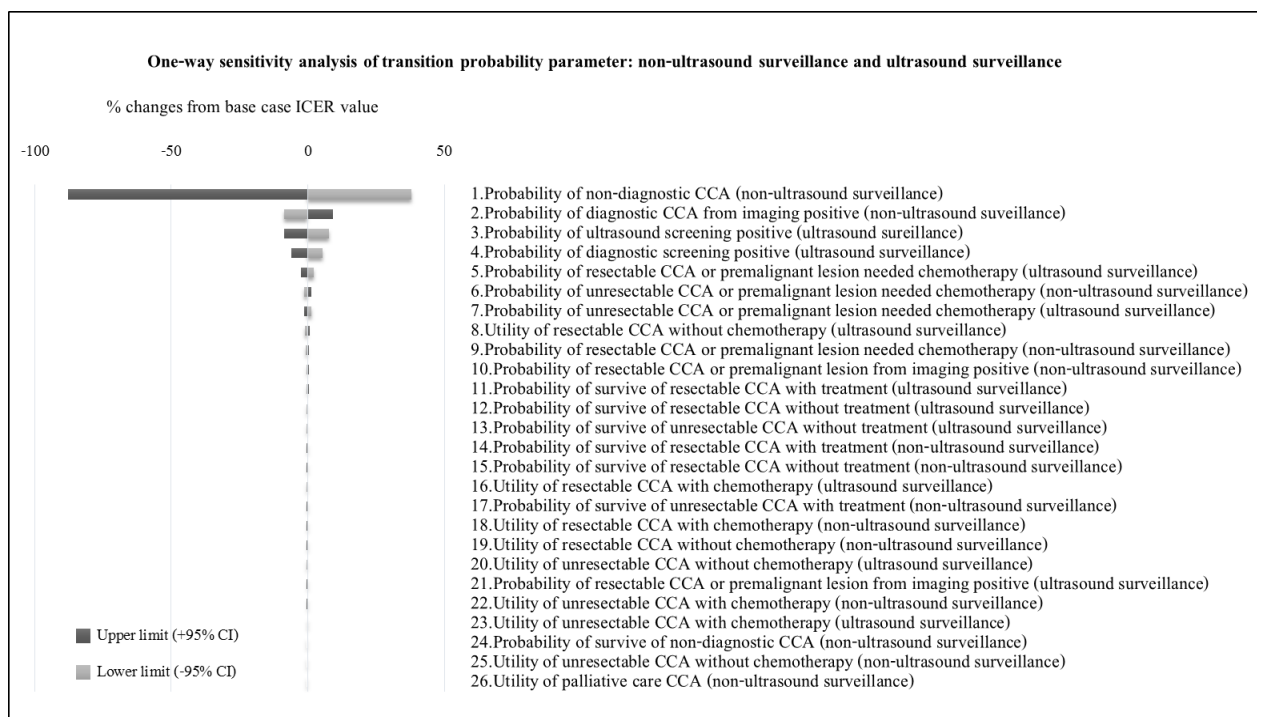 One-way sensitivity analysis of transition probability parameter: non-ultrasound surveillance and ultrasound surveillance
% changes from base case ICER value
-100 -50 0 50
1.Probability of non-diagnostic CCA (non-ultrasound surveillance)
2.Probability of diagnostic CCA from imaging positive (non-ultrasound suveillance)
3.Probability of ultrasound screening positive (ultrasound sureillance)
4.Probability of diagnostic screening positive (ultrasound surveillance)
5.Probability of resectable CCA or premalignant lesion needed chemotherapy (ultrasound surveillance)
6.Probability of unresectable CCA or premalignant lesion needed chemotherapy (non-ultrasound surveillance)
7.Probability of unresectable CCA or premalignant lesion needed chemotherapy (ultrasound surveillance)
8.Utility of resectable CCA without chemotherapy (ultrasound surveillance)
9.Probability of resectable CCA or premalignant lesion needed chemotherapy (non-ultrasound surveillance)
10.Probability of resectable CCA or premalignant lesion from imaging positive (non-ultrasound surveillance)
11.Probability of survive of resectable CCA with treatment (ultrasound surveillance)
12.Probability of survive of resectable CCA without treatment (ultrasound surveillance)
13.Probability of survive of unresectable CCA without treatment (ultrasound surveillance)
14.Probability of survive of resectable CCA with treatment (non-ultrasound surveillance)
15.Probability of survive of resectable CCA without treatment (non-ultrasound surveillance)
16.Utility of resectable CCA with chemotherapy (ultrasound surveillance)
17.Probability of survive of unresectable CCA with treatment (non-ultrasound surveillance)
18.Utility of resectable CCA with chemotherapy (non-ultrasound surveillance)
19.Utility of resectable CCA without chemotherapy (non-ultrasound surveillance)
20.Utility of unresectable CCA without chemotherapy (ultrasound surveillance)
21.Probability of resectable CCA or premalignant lesion from imaging positive (ultrasound surveillance)
22.Utility of unresectable CCA with chemotherapy (non-ultrasound surveillance)
23.Utility of unresectable CCA with chemotherapy (ultrasound surveillance)
24.Probability of survive of non-diagnostic CCA (non-ultrasound surveillance)
25.Utility of unresectable CCA without chemotherapy (non-ultrasound surveillance)
26.Utility of palliative care CCA (non-ultrasound surveillance)
Upper limit (+95% CI)
Lower limit (-95% CI)